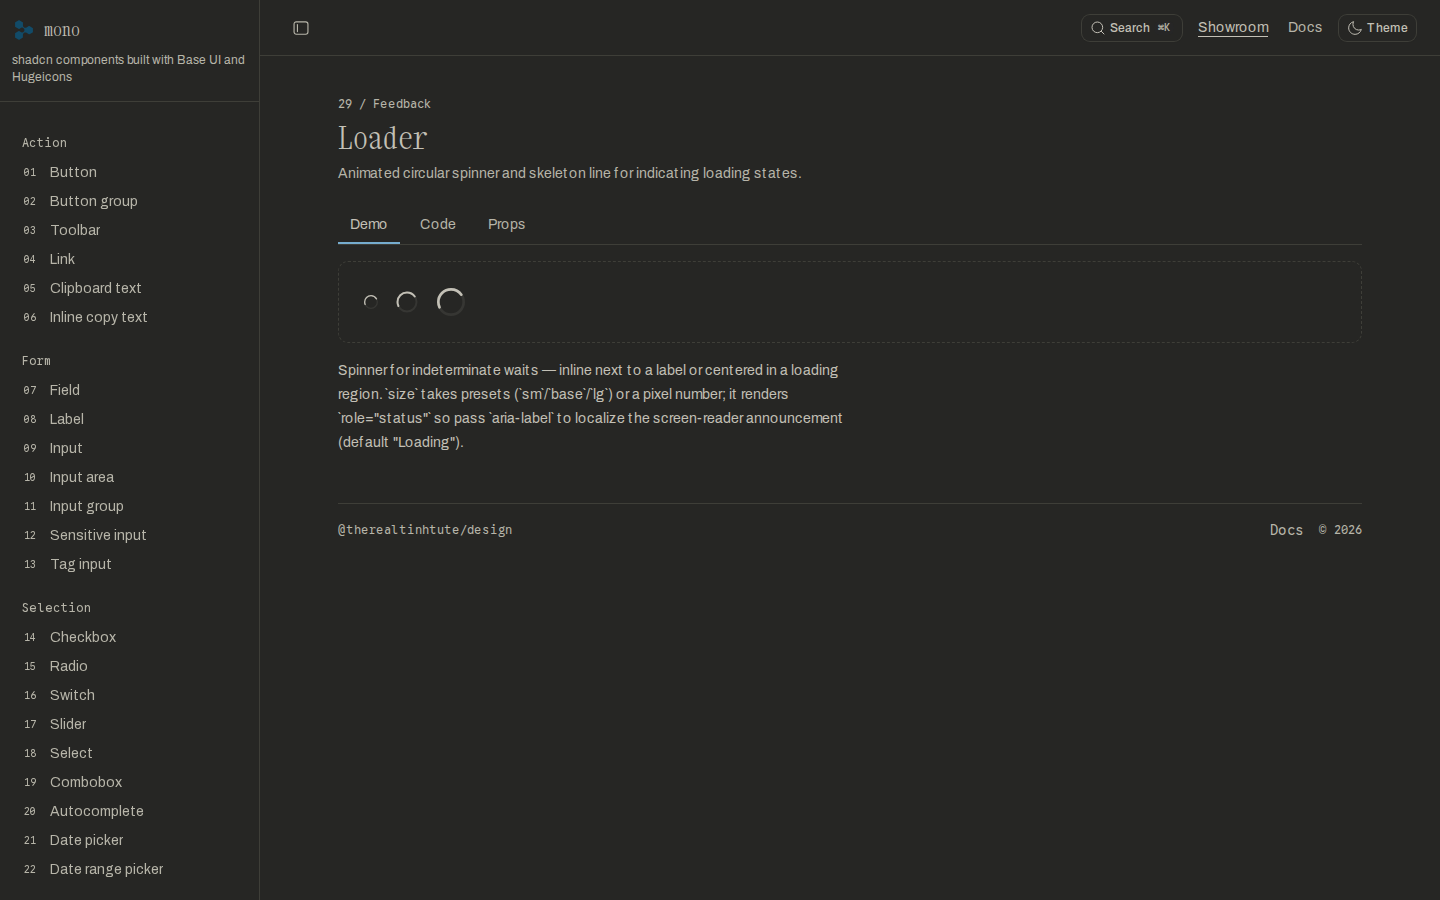 mono
shadcn components built with Base UI and
Hugeicons
Action
01 Button
02 Button group
03 Toolbar
04 Link
05 Clipboard text
06 Inline copy text
Form
07 Field
08 Label
09 Input
10 Input area
11 Input group
12 Sensitive input
13 Tag input
Selection
14 Checkbox
15 Radio
16 Switch
17 Slider
18 Select
19 Combobox
20 Autocomplete
21 Date picker
22 Date range picker
Search ⌘K Showroom Docs Theme
29 / Feedback
Loader
Animated circular spinner and skeleton line for indicating loading states.
Demo Code Props
Spinner for indeterminate waits — inline next to a label or centered in a loading
region. `size` takes presets (`sm`/`base`/`lg`) or a pixel number; it renders
`role="status"` so pass `aria-label` to localize the screen-reader announcement
(default "Loading").
@therealtinhtute/design
Docs © 2026